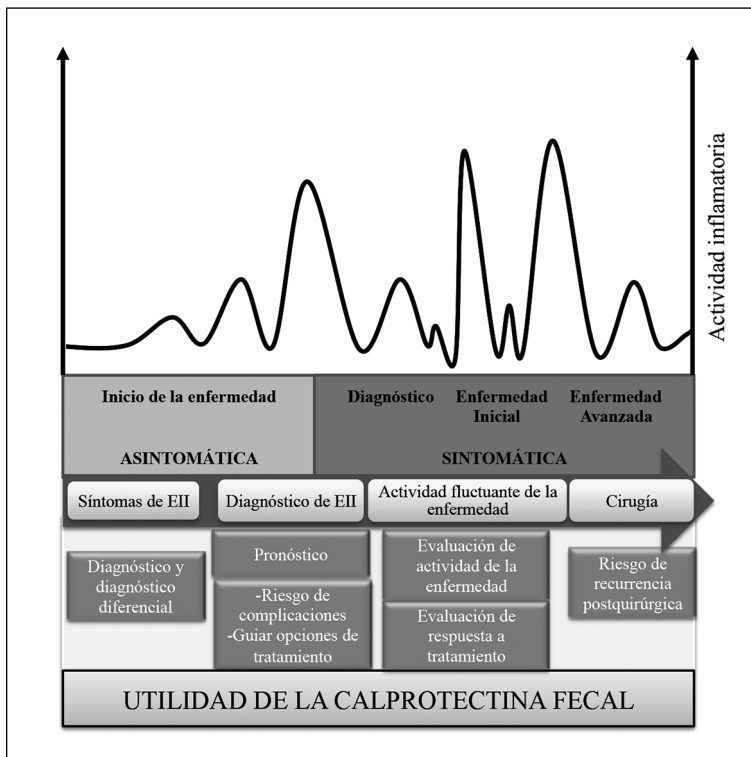 Actividad inflamatoria
Inicio de la enfermedad
Diagnóstico
Enfermedad
Inicial
Enfermedad
Avanzada
ASINTOMÁTICA
SINTOMÁTICA
Síntomas de EII
Diagnóstico de EII
Actividad fluctuante de la
enfermedad
Cirugía
Diagnóstico y
diagnóstico
diferencial
Pronóstico
-Riesgo de
complicaciones
-Guiar opciones de
tratamiento
Evaluación de
actividad de la
enfermedad
Evaluación de
respuesta a
tratamiento
Riesgo de
recurrencia
postquirúrgica
UTILIDAD DE LA CALPROTECTINA FECAL